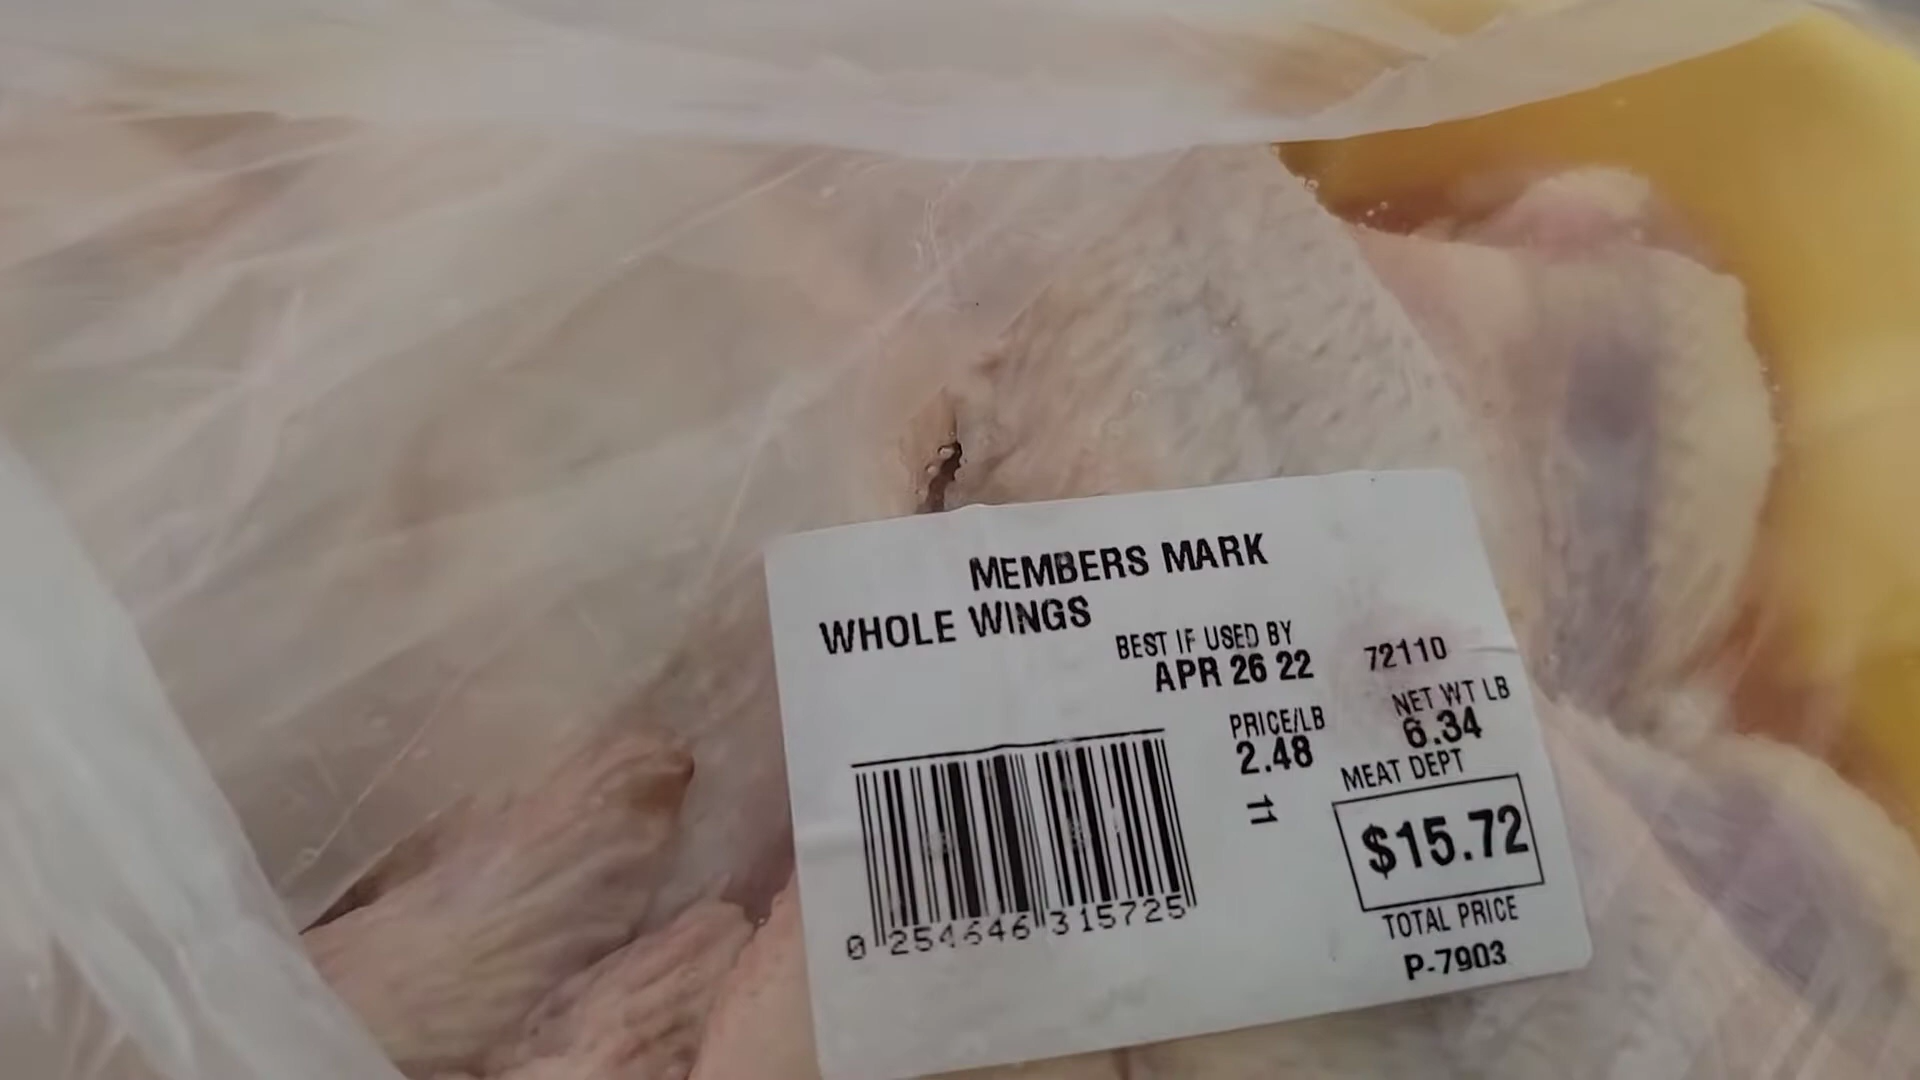 MEMBERS MARK
WHOLE WINGS
BEST IF USED BY
APR 26 22
72110
PRICE/LB
2.48
NET WT LB
6.34
11
MEAT DEPT
$15.72
TOTAL PRICE
P-7903
0 254646 315725